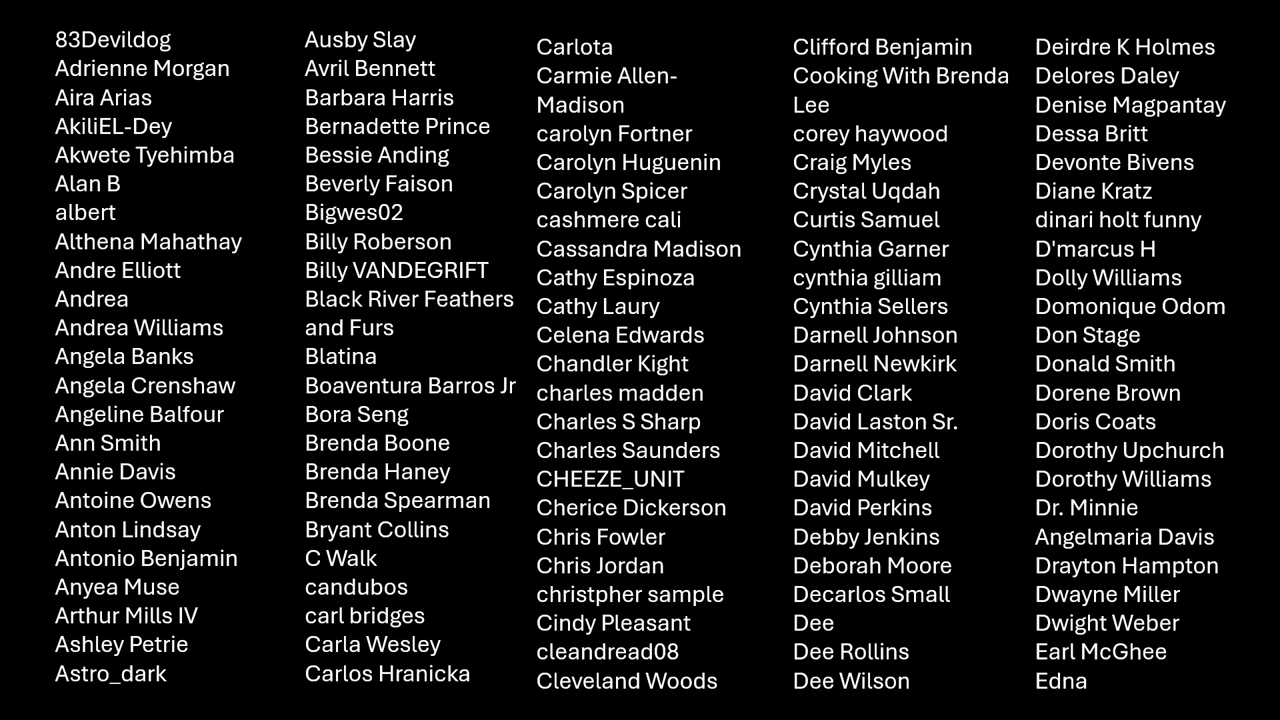 83Devildog
Adrienne Morgan
Aira Arias
AkiliEL-Dey
Akwete Tyehimba
Alan B
albert
Althena Mahathay
Andre Elliott
Andrea
Andrea Williams
Angela Banks
Angela Crenshaw
Angeline Balfour
Ann Smith
Annie Davis
Antoine Owens
Anton Lindsay
Antonio Benjamin
Anyea Muse
Arthur Mills IV
Ashley Petrie
Astro_dark
Ausby Slay
Avril Bennett
Barbara Harris
Bernadette Prince
Bessie Anding
Beverly Faison
Bigwes02
Billy Roberson
Billy VANDEGRIFT
Black River Feathers
and Furs
Blatina
Boaventura Barros Jr
Bora Seng
Brenda Boone
Brenda Haney
Brenda Spearman
Bryant Collins
C Walk
candubos
carl bridges
Carla Wesley
Carlos Hranicka
Carlota
Carmie Allen-
Madison
carolyn Fortner
Carolyn Huguenin
Carolyn Spicer
cashmere cali
Cassandra Madison
Cathy Espinoza
Cathy Laury
Celena Edwards
Chandler Kight
charles madden
Charles S Sharp
Charles Saunders
CHEEZE_UNIT
Cherice Dickerson
Chris Fowler
Chris Jordan
christpher sample
Cindy Pleasant
cleandread08
Cleveland Woods
Clifford Benjamin
Cooking With Brenda
Lee
corey haywood
Craig Myles
Crystal Uqdah
Curtis Samuel
Cynthia Garner
cynthia gilliam
Cynthia Sellers
Darnell Johnson
Darnell Newkirk
David Clark
David Laston Sr.
David Mitchell
David Mulkey
David Perkins
Debby Jenkins
Deborah Moore
Decarlos Small
Dee
Dee Rollins
Dee Wilson
Deirdre K Holmes
Delores Daley
Denise Magpantay
Dessa Britt
Devonte Bivens
Diane Kratz
dinari holt funny
D'marcus H
Dolly Williams
Domonique Odom
Don Stage
Donald Smith
Dorene Brown
Doris Coats
Dorothy Upchurch
Dorothy Williams
Dr. Minnie
Angelmaria Davis
Drayton Hampton
Dwayne Miller
Dwight Weber
Earl McGhee
Edna